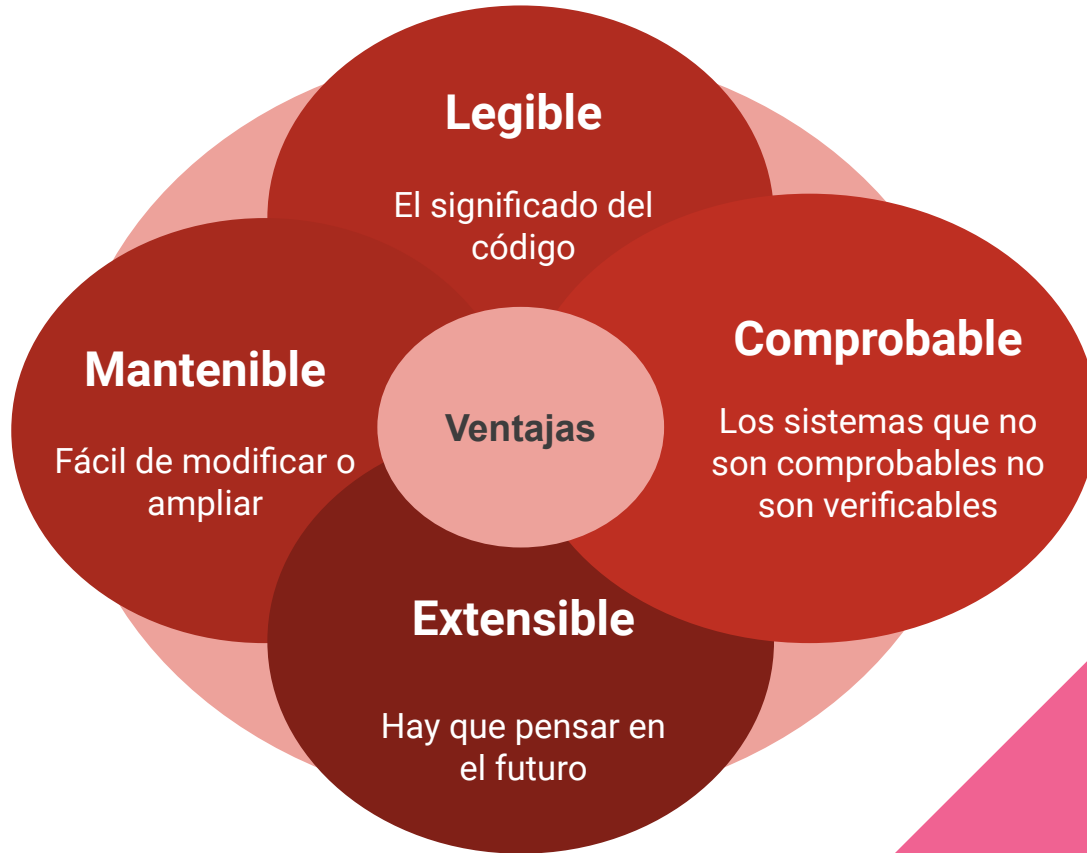 Legible
El significado del
código
Mantenible
Fácil de modificar o
ampliar
Ventajas
Comprobable
Los sistemas que no
son comprobables no
son verificables
Extensible
Hay que pensar en
el futuro